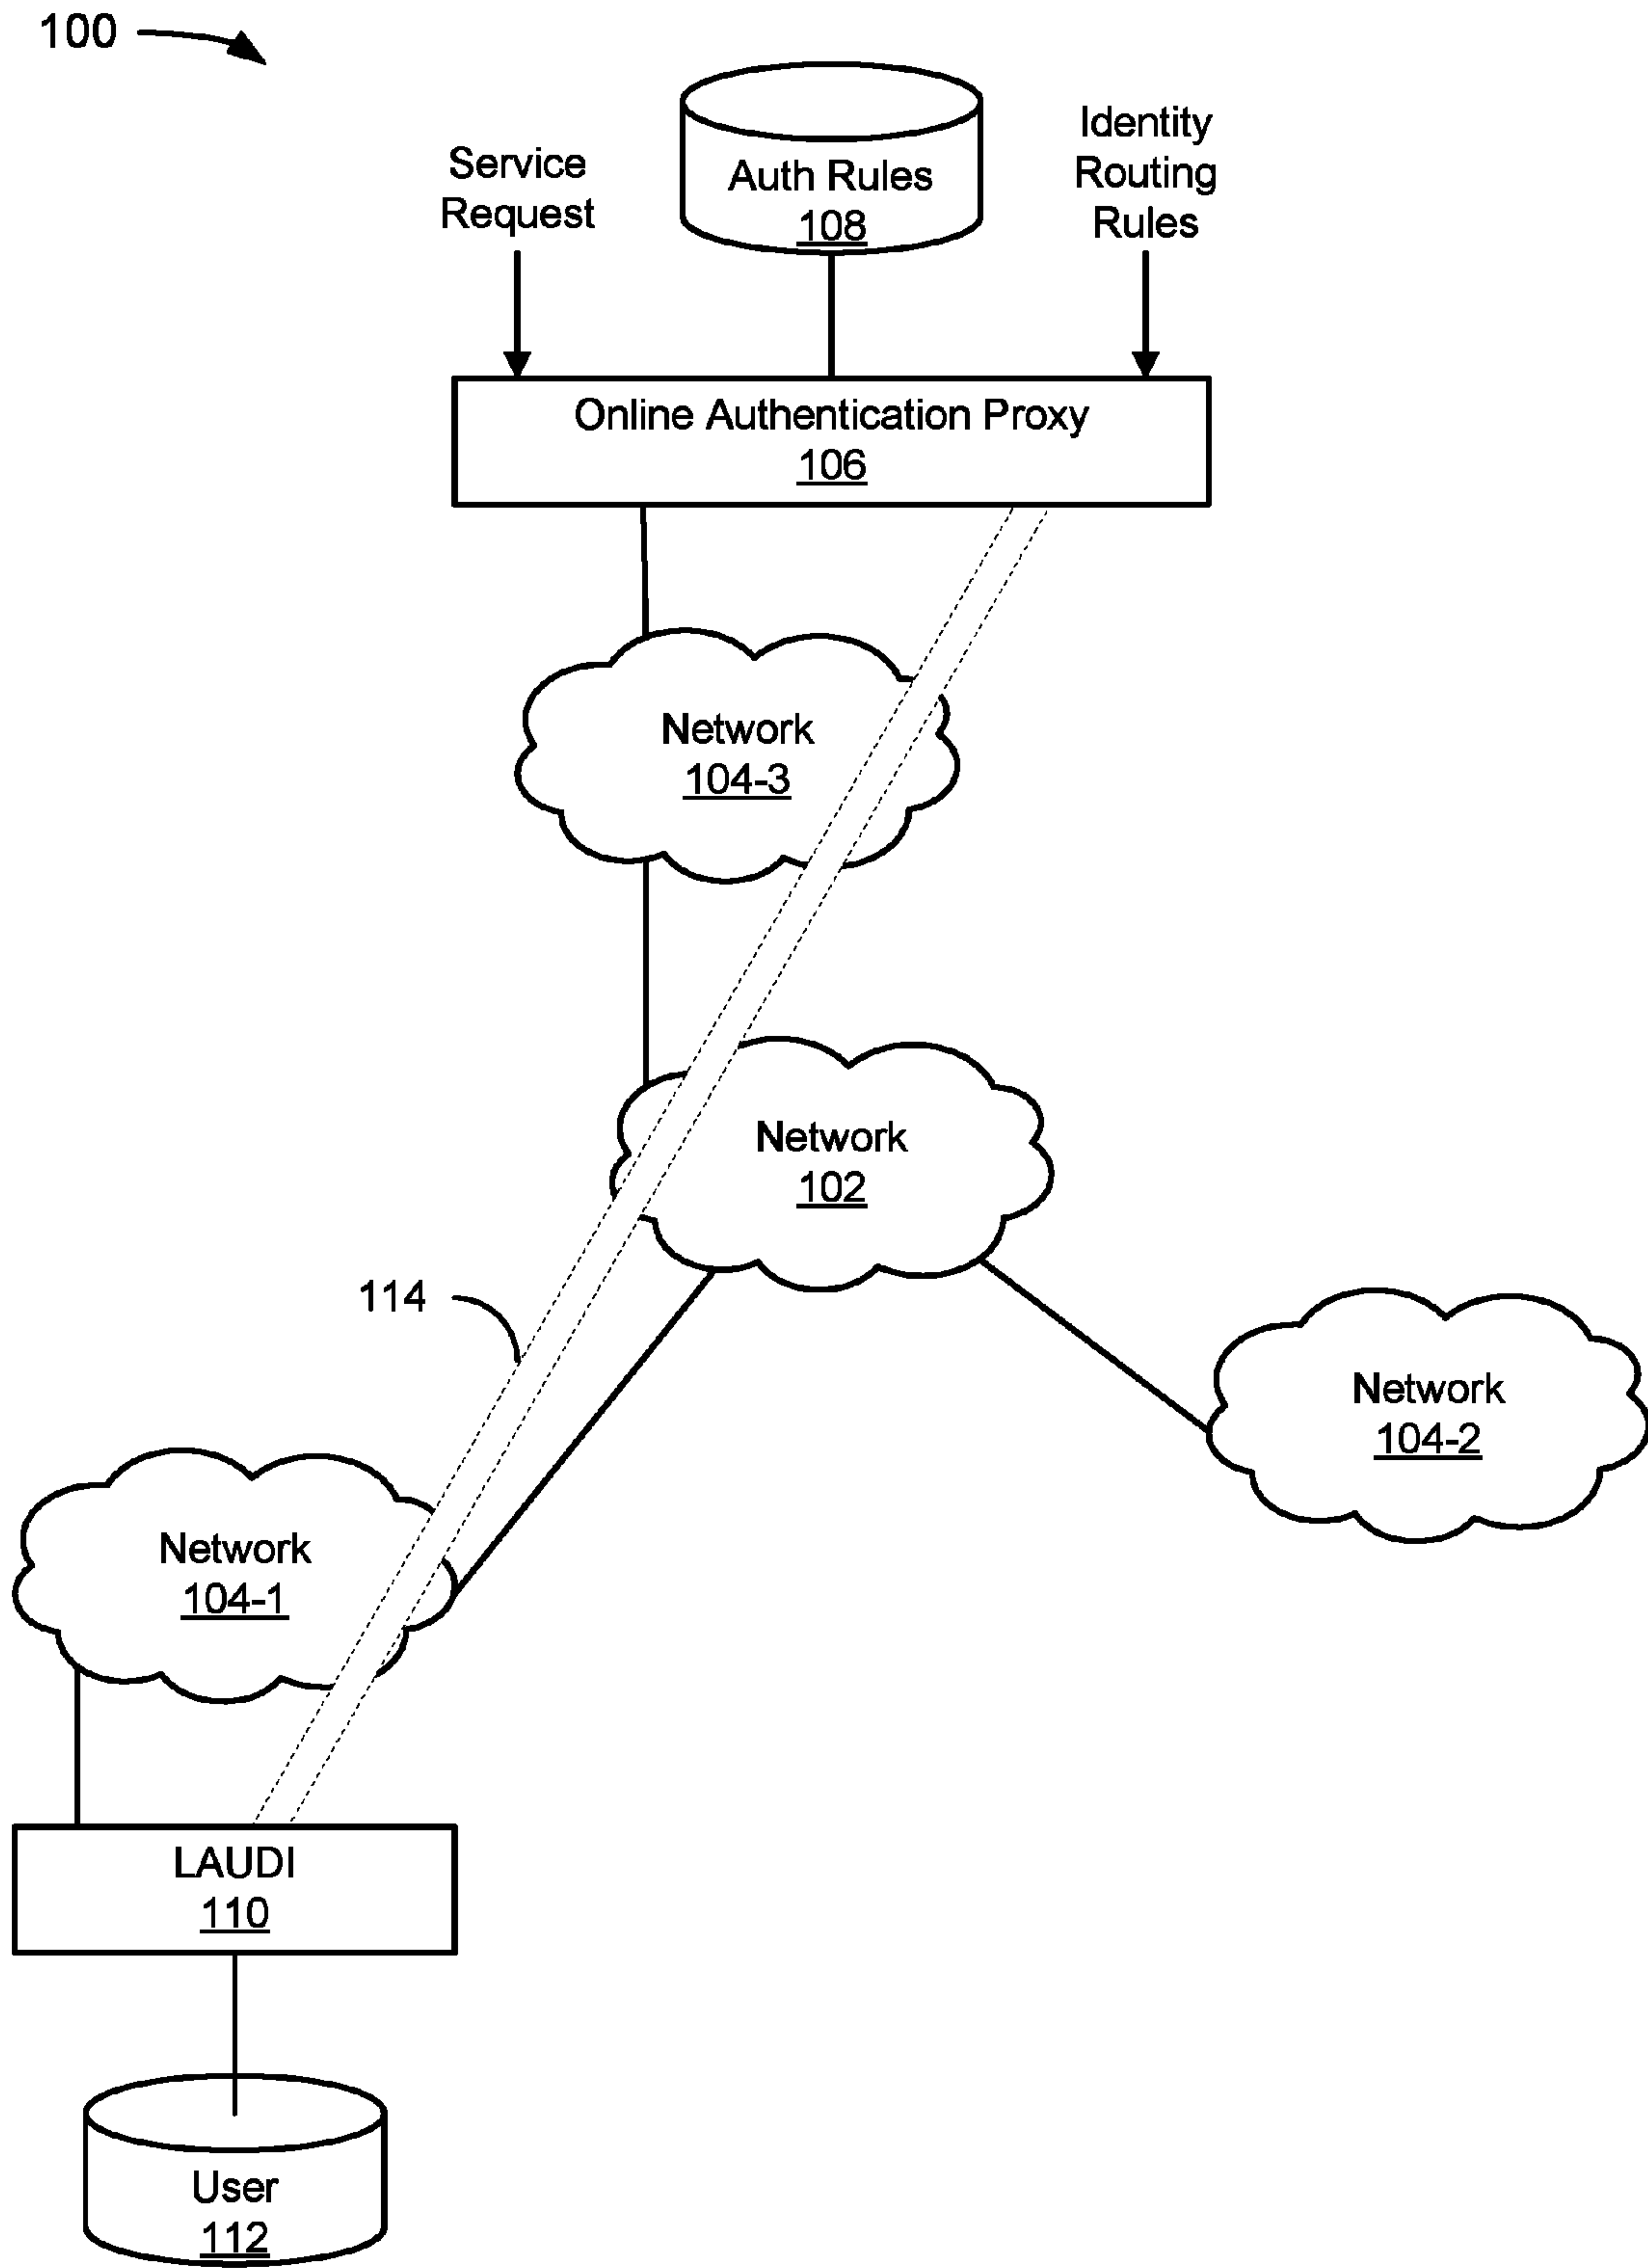 100
Service
Request
Auth Rules
108
Identity
Routing
Rules
Online Authentication Proxy
106
Network
104-3
Network
102
114
Network
104-2
Network
104-1
LAUDI
110
User
112